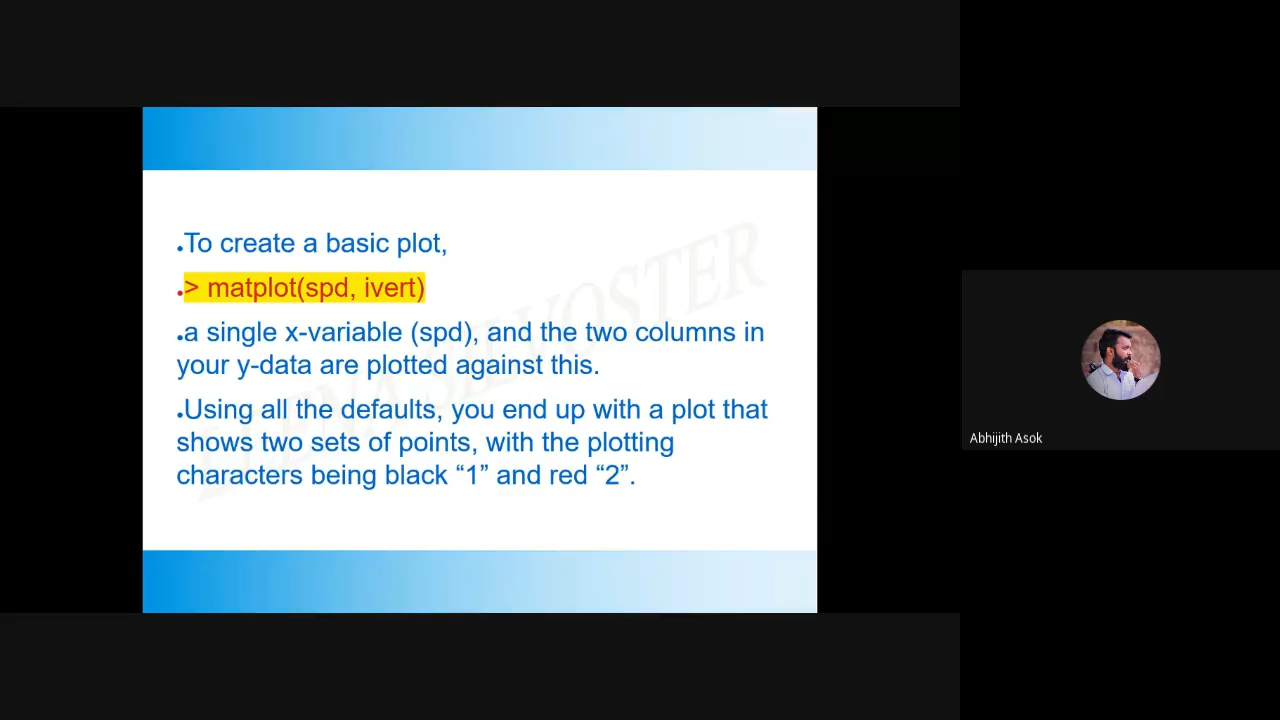 .To create a basic plot,
.> matplot(spd, ivert)
.a single x-variable (spd), and the two columns in
your y-data are plotted against this.
.Using all the defaults, you end up with a plot that
shows two sets of points, with the plotting
characters being black “1” and red “2”.
Abhijith Asok